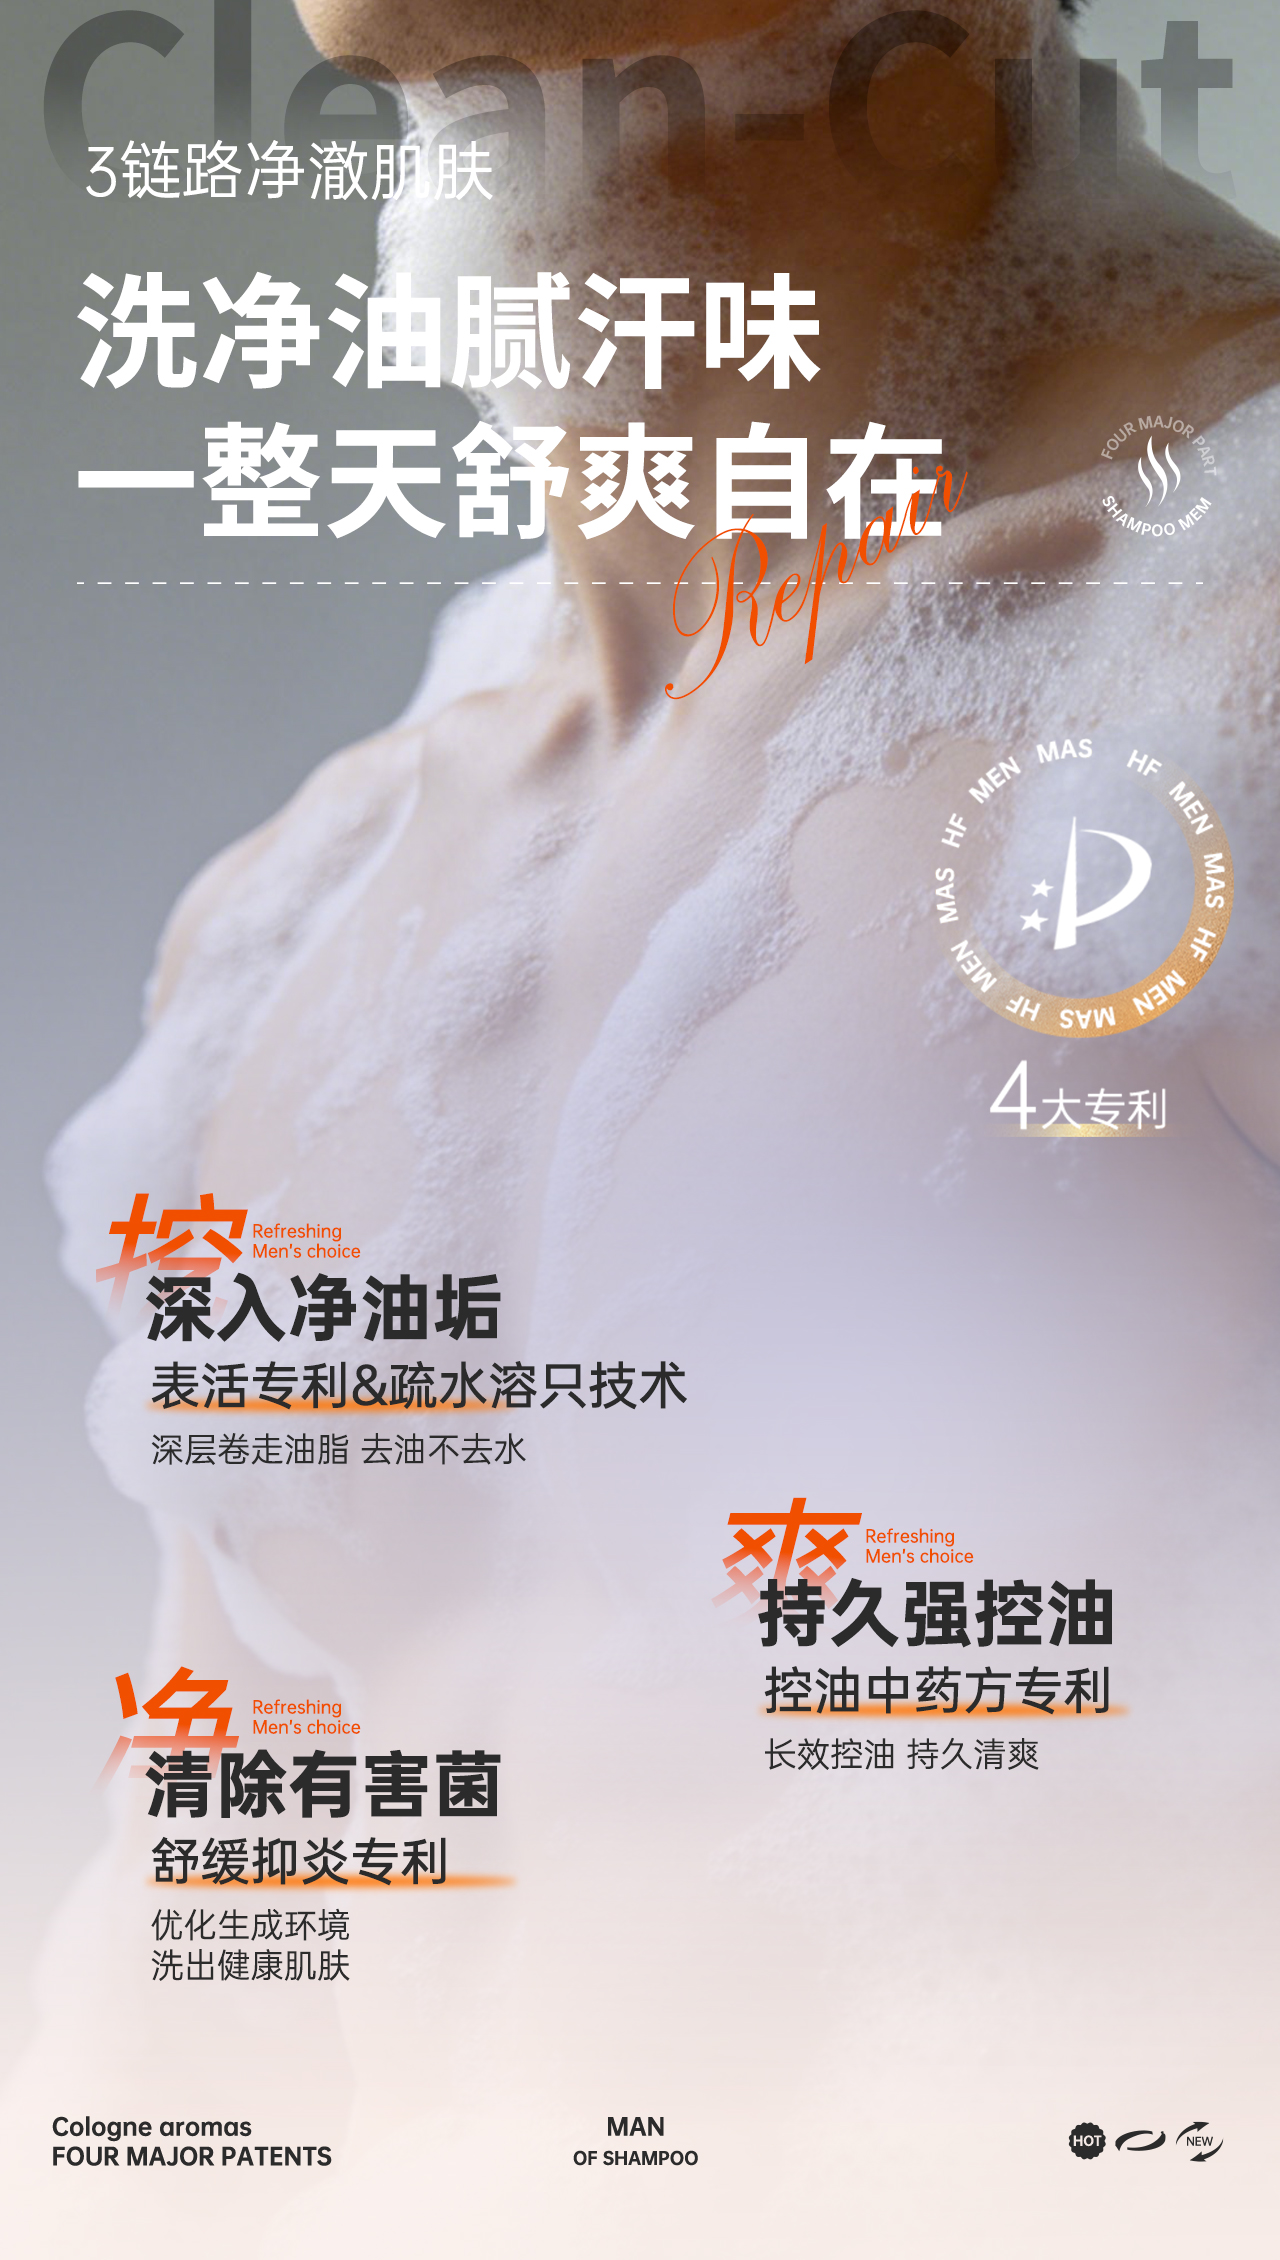 Clean-Cut
3链路净澈肌肤
洗净油腻汗味
一整天舒爽自在
Repair
FOUR MAJOR PART
SHAMPOO MEM
MAS HF MEN MAS HF MEN MAS HF MEN MAS HF MEN
4大专利
挖
Refreshing
Men's choice
深入净油垢
表活专利&疏水溶只技术
深层卷走油脂 去油不去水
爽
Refreshing
Men's choice
持久强控油
控油中药方专利
长效控油 持久清爽
净
Refreshing
Men's choice
清除有害菌
舒缓抑炎专利
优化生成环境
洗出健康肌肤
Cologne aromas
FOUR MAJOR PATENTS
MAN
OF SHAMPOO
HOT
NEW